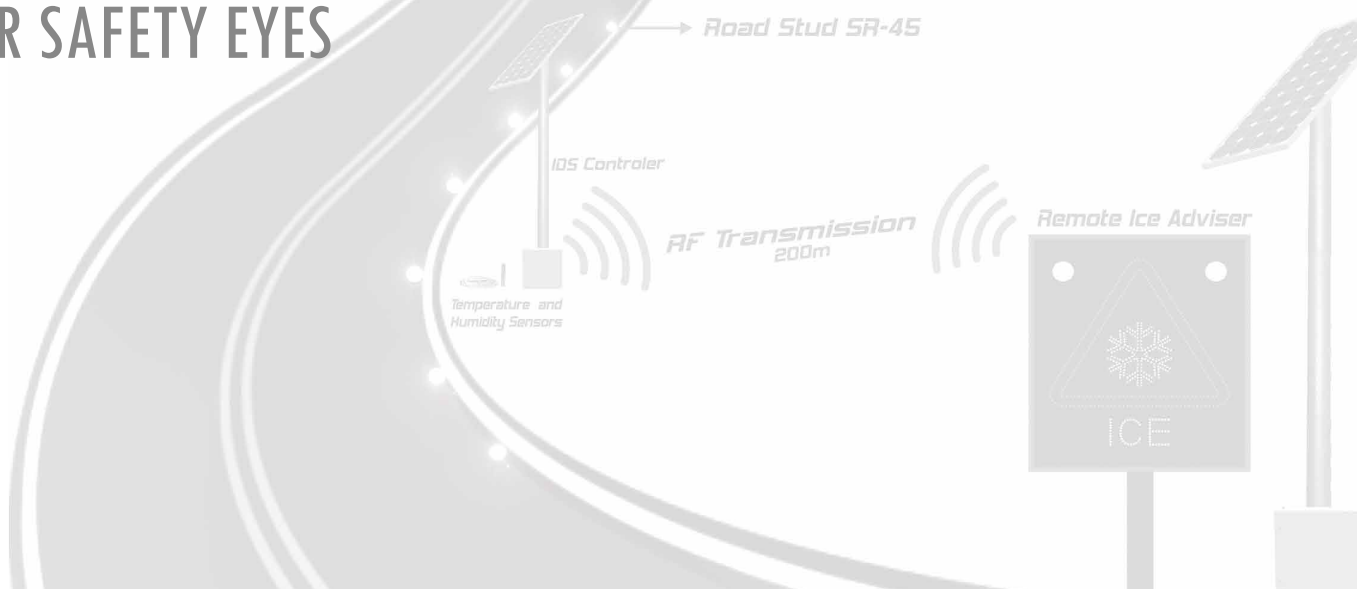 R SAFETY EYES
Road Stud SR-45
IDS Controler
RF Transmission
200m
Remote Ice Adviser
Temperature and
Humidity Sensors
ICE